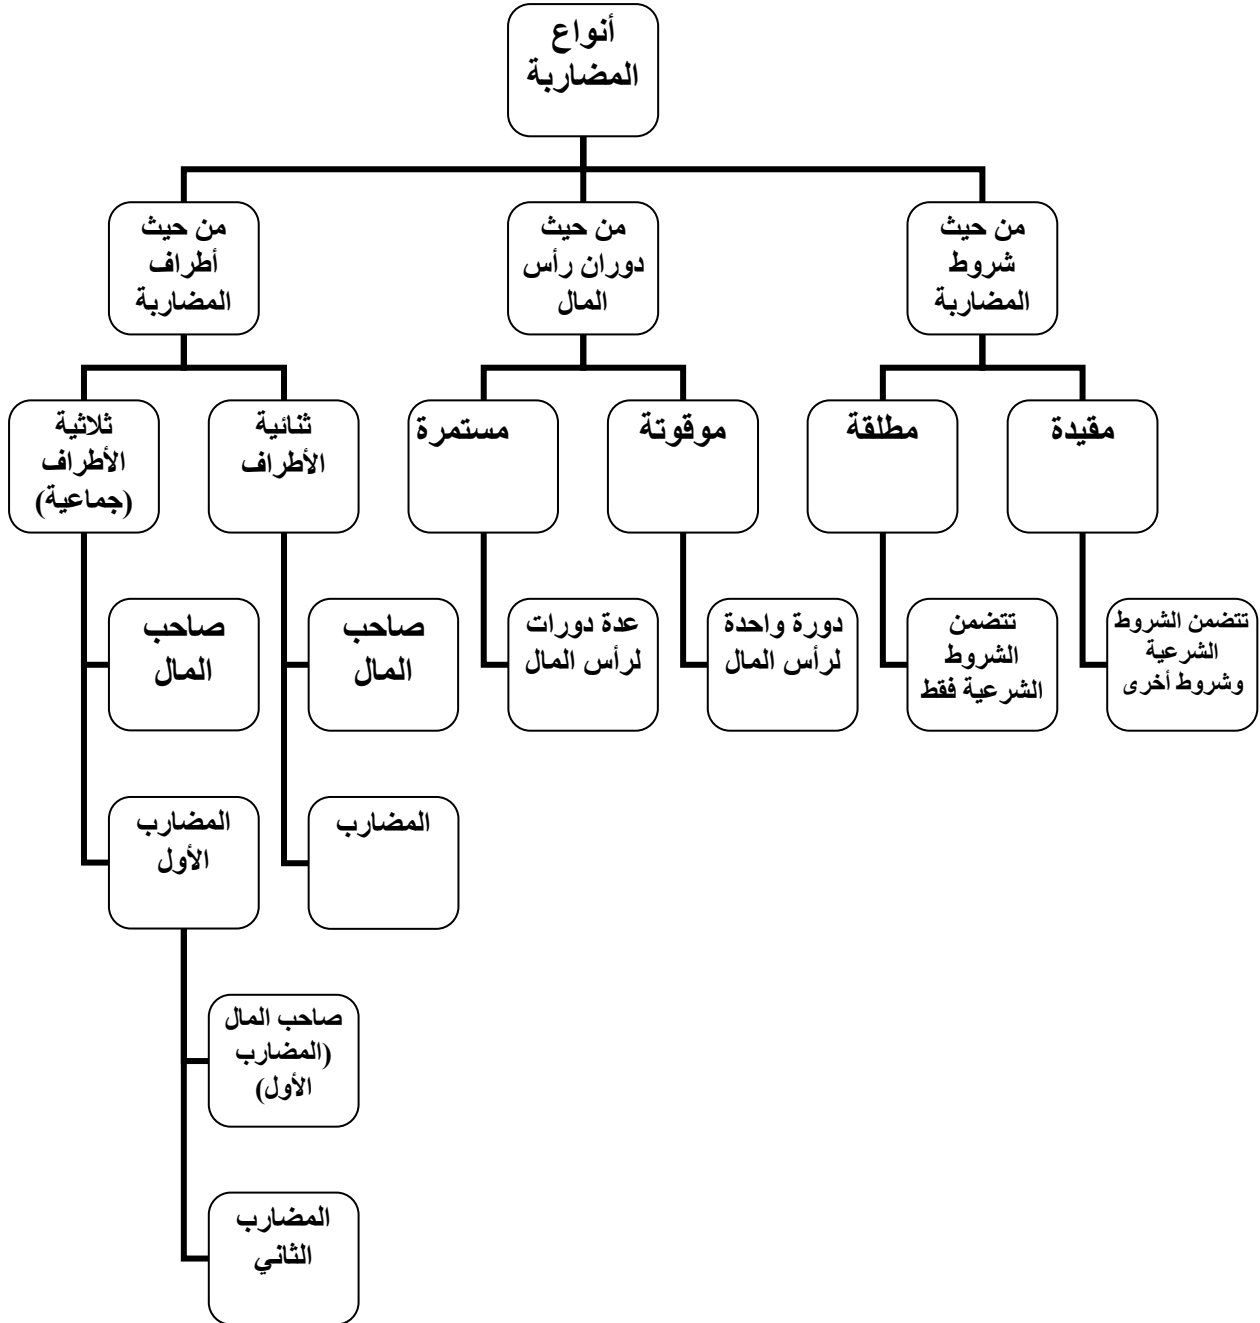 أنواع
المضاربة
من حيث
شروط
المضاربة
من حيث
دوران رأس
المال
من حيث
أطراف
المضاربة
مقيدة
مطلقة
موقوتة
مستمرة
ثنائية
الأطراف
ثلاثية
الأطراف
(جماعية)
تتضمن الشروط
الشرعية
وشروط أخرى
تتضمن
الشروط
الشرعية فقط
دورة واحدة
لرأس المال
عدة دورات
لرأس المال
صاحب
المال
صاحب
المال
المضارب
المضارب
الأول
صاحب المال
(المضارب
الأول)
المضارب
الثاني